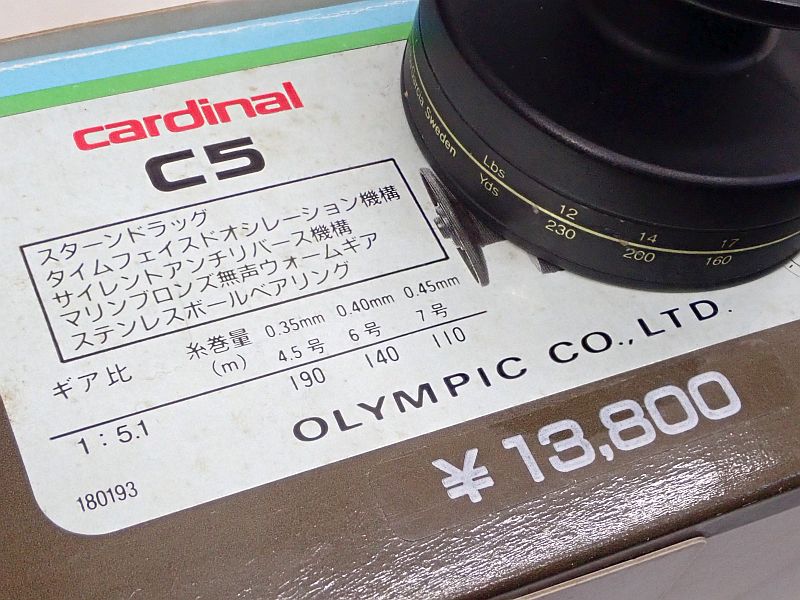 cardinal
C5
スターンドラッグ
タイムフェイスドオシレーション機構
サイレントアンチリバース機構
マリンブロンズ無声ウォームギア
ステンレスボールベアリング
ギア比 糸巻量(m) 0.35mm 4.5号 0.40mm 6号 0.45mm 7号
1:5.1 190 140 110
180193
OLYMPIC CO.,LTD.
¥13,800
Sweden
Lbs 12 14 17
Yds 230 200 160